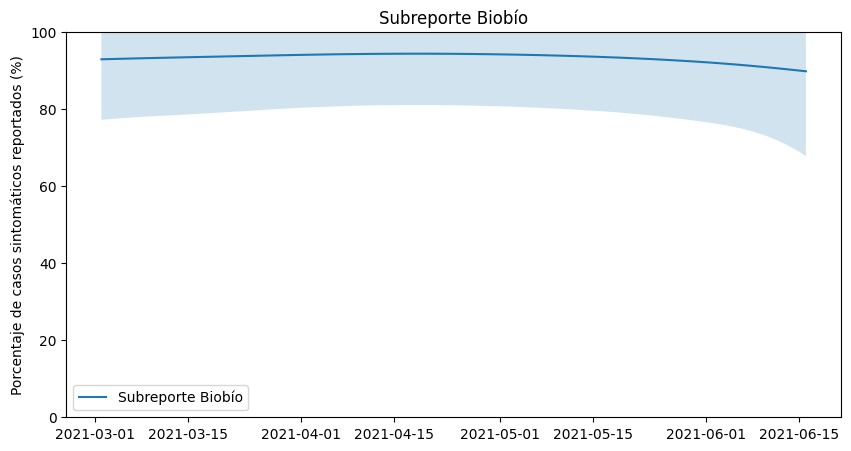 Subreporte Biobío
Porcentaje de casos sintomáticos reportados (%)
100
80
60
40
20
0
Subreporte Biobío
2021-03-01 2021-03-15 2021-04-01 2021-04-15 2021-05-01 2021-05-15 2021-06-01 2021-06-15